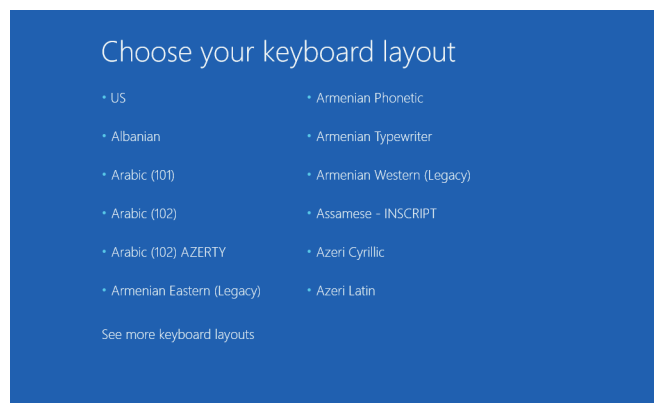 Choose your keyboard layout
• US
• Albanian
• Arabic (101)
• Arabic (102)
• Arabic (102) AZERTY
• Armenian Eastern (Legacy)
• Armenian Phonetic
• Armenian Typewriter
• Armenian Western (Legacy)
• Assamese - INSCRIPT
• Azeri Cyrillic
• Azeri Latin
See more keyboard layouts